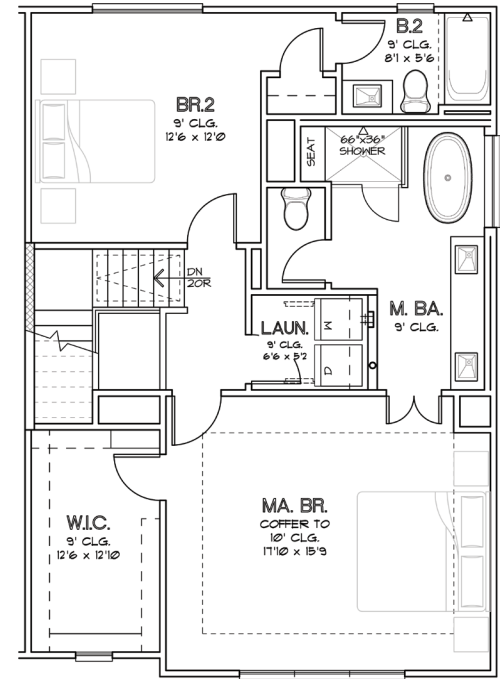 B.2
9' CLG.
8'1 x 5'6
BR.2
9' CLG.
12'6 x 12'0
SEAT
66"x36"
SHOWER
DN
20R
M. BA.
9' CLG.
LAUN.
9' CLG.
6'6 x 5'2
M
D
MA. BR.
COFFER TO
10' CLG.
17'10 x 15'9
W.I.C.
9' CLG.
12'6 x 12'10